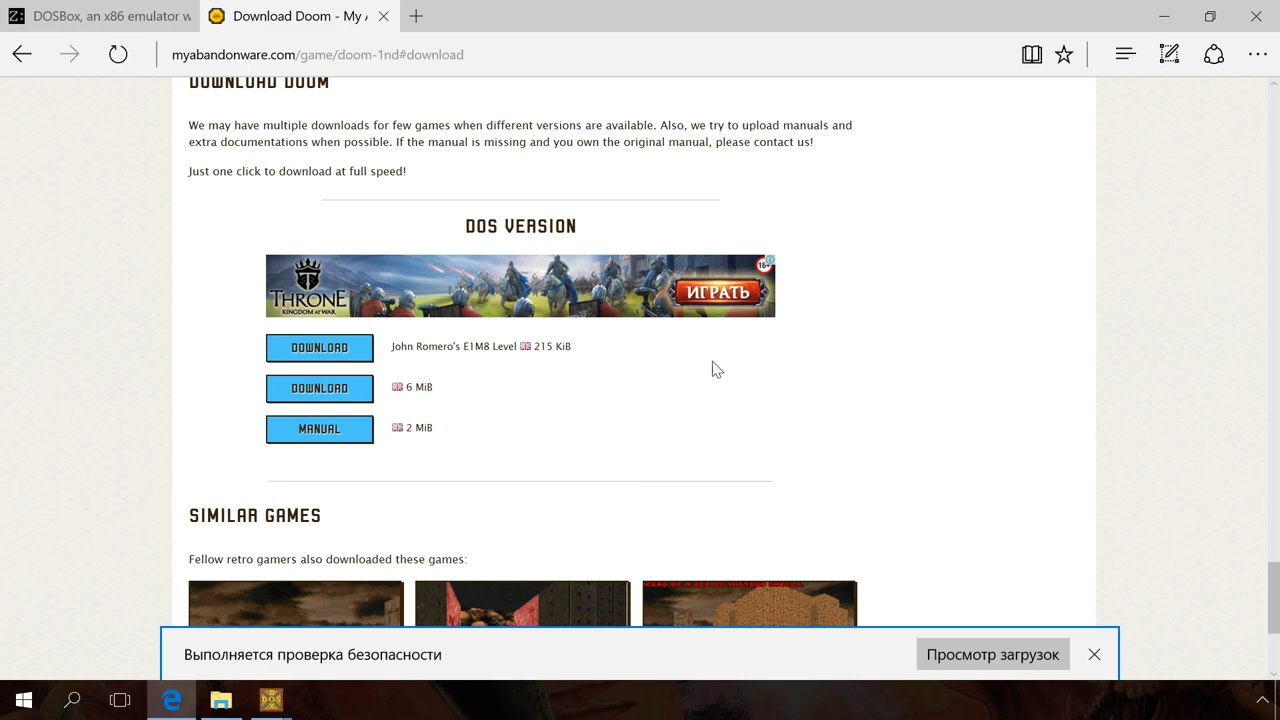 DOSBox, an x86 emulator w
Download Doom - My A
myabandonware.com/game/doom-1nd#download
DOWNLOAD DOOM
We may have multiple downloads for few games when different versions are available. Also, we try to upload manuals and
extra documentations when possible. If the manual is missing and you own the original manual, please contact us!
Just one click to download at full speed!
DOS VERSION
THRONE
KINGDOM AT WAR
18+
ИГРАТЬ
DOWNLOAD John Romero's E1M8 Level 215 KiB
DOWNLOAD 6 MiB
MANUAL 2 MiB
SIMILAR GAMES
Fellow retro gamers also downloaded these games:
Выполняется проверка безопасности
Просмотр загрузок